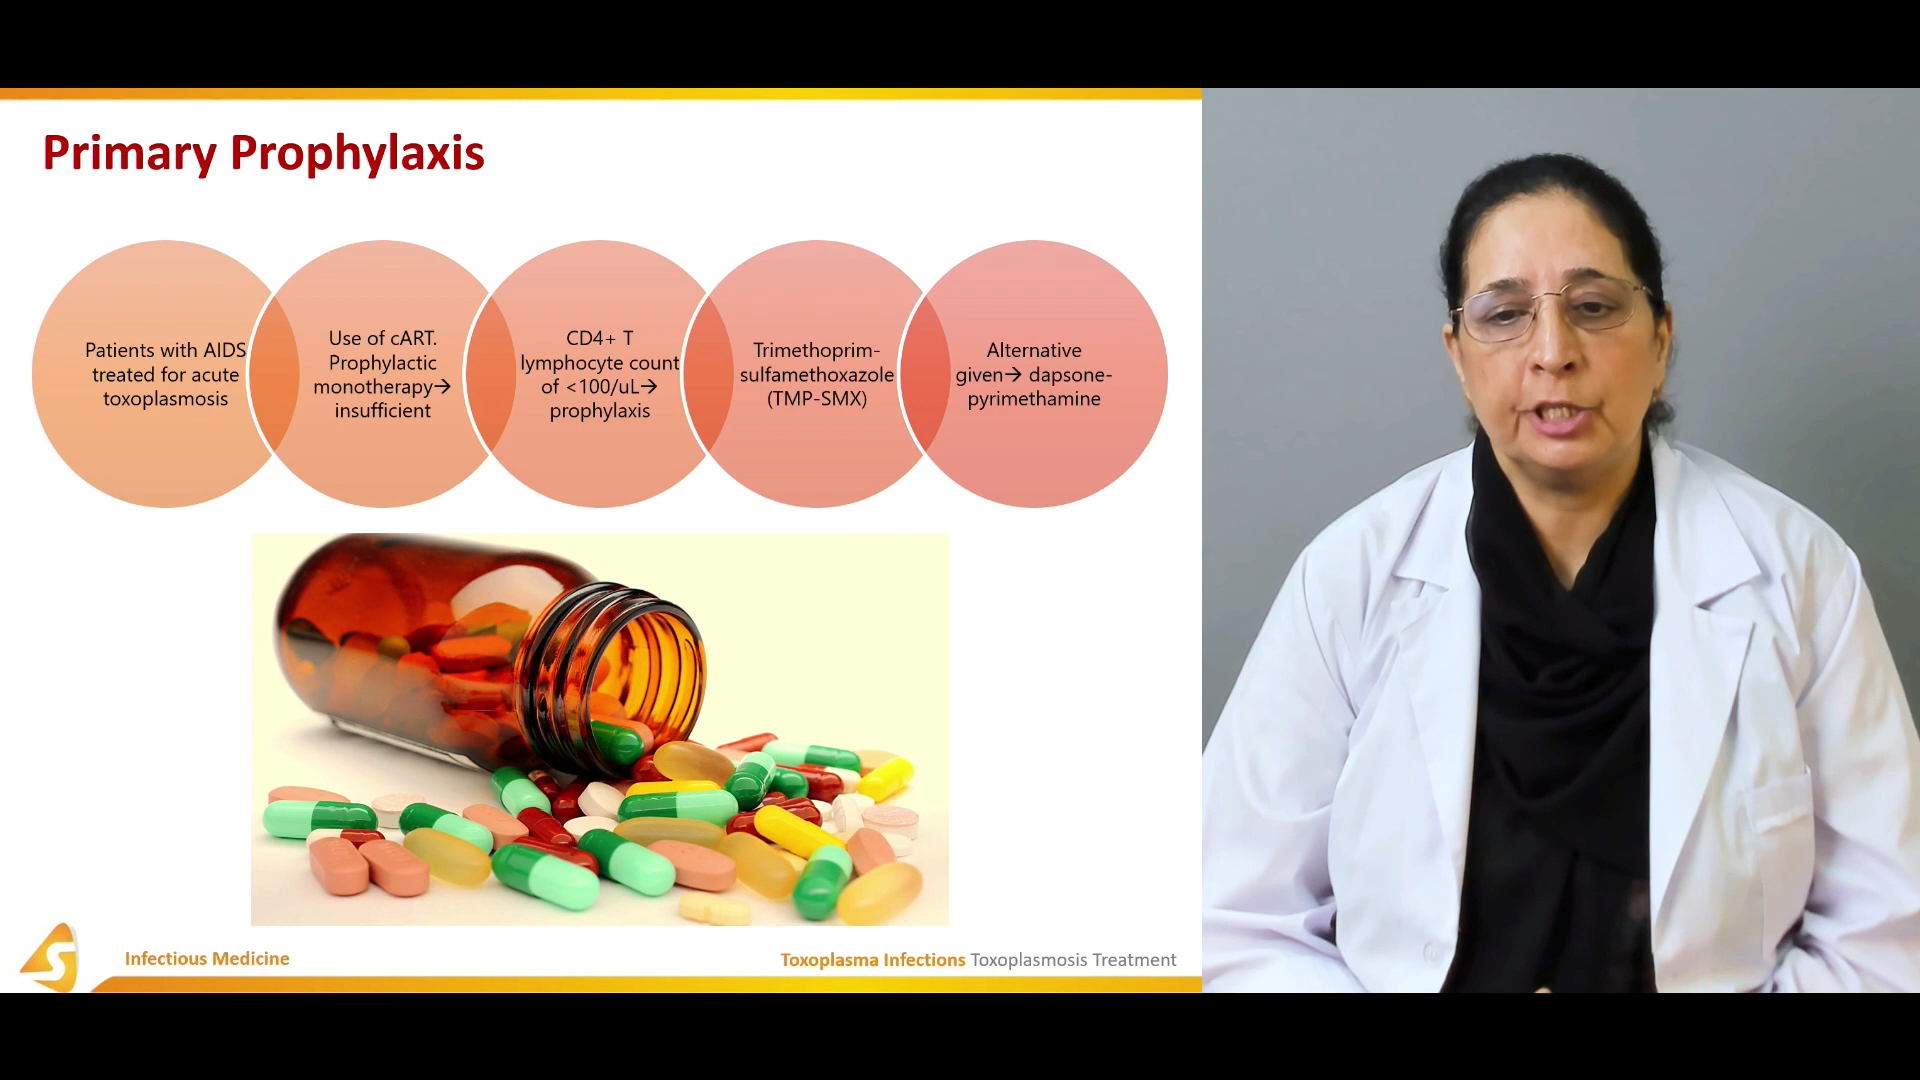 Primary Prophylaxis
Patients with AIDS
treated for acute
toxoplasmosis
Use of cART.
Prophylactic
monotherapy→
insufficient
CD4+ T
lymphocyte count
of <100/uL→
prophylaxis
Trimethoprim-
sulfamethoxazole
(TMP-SMX)
Alternative
given→ dapsone-
pyrimethamine
Infectious Medicine
Toxoplasma Infections Toxoplasmosis Treatment